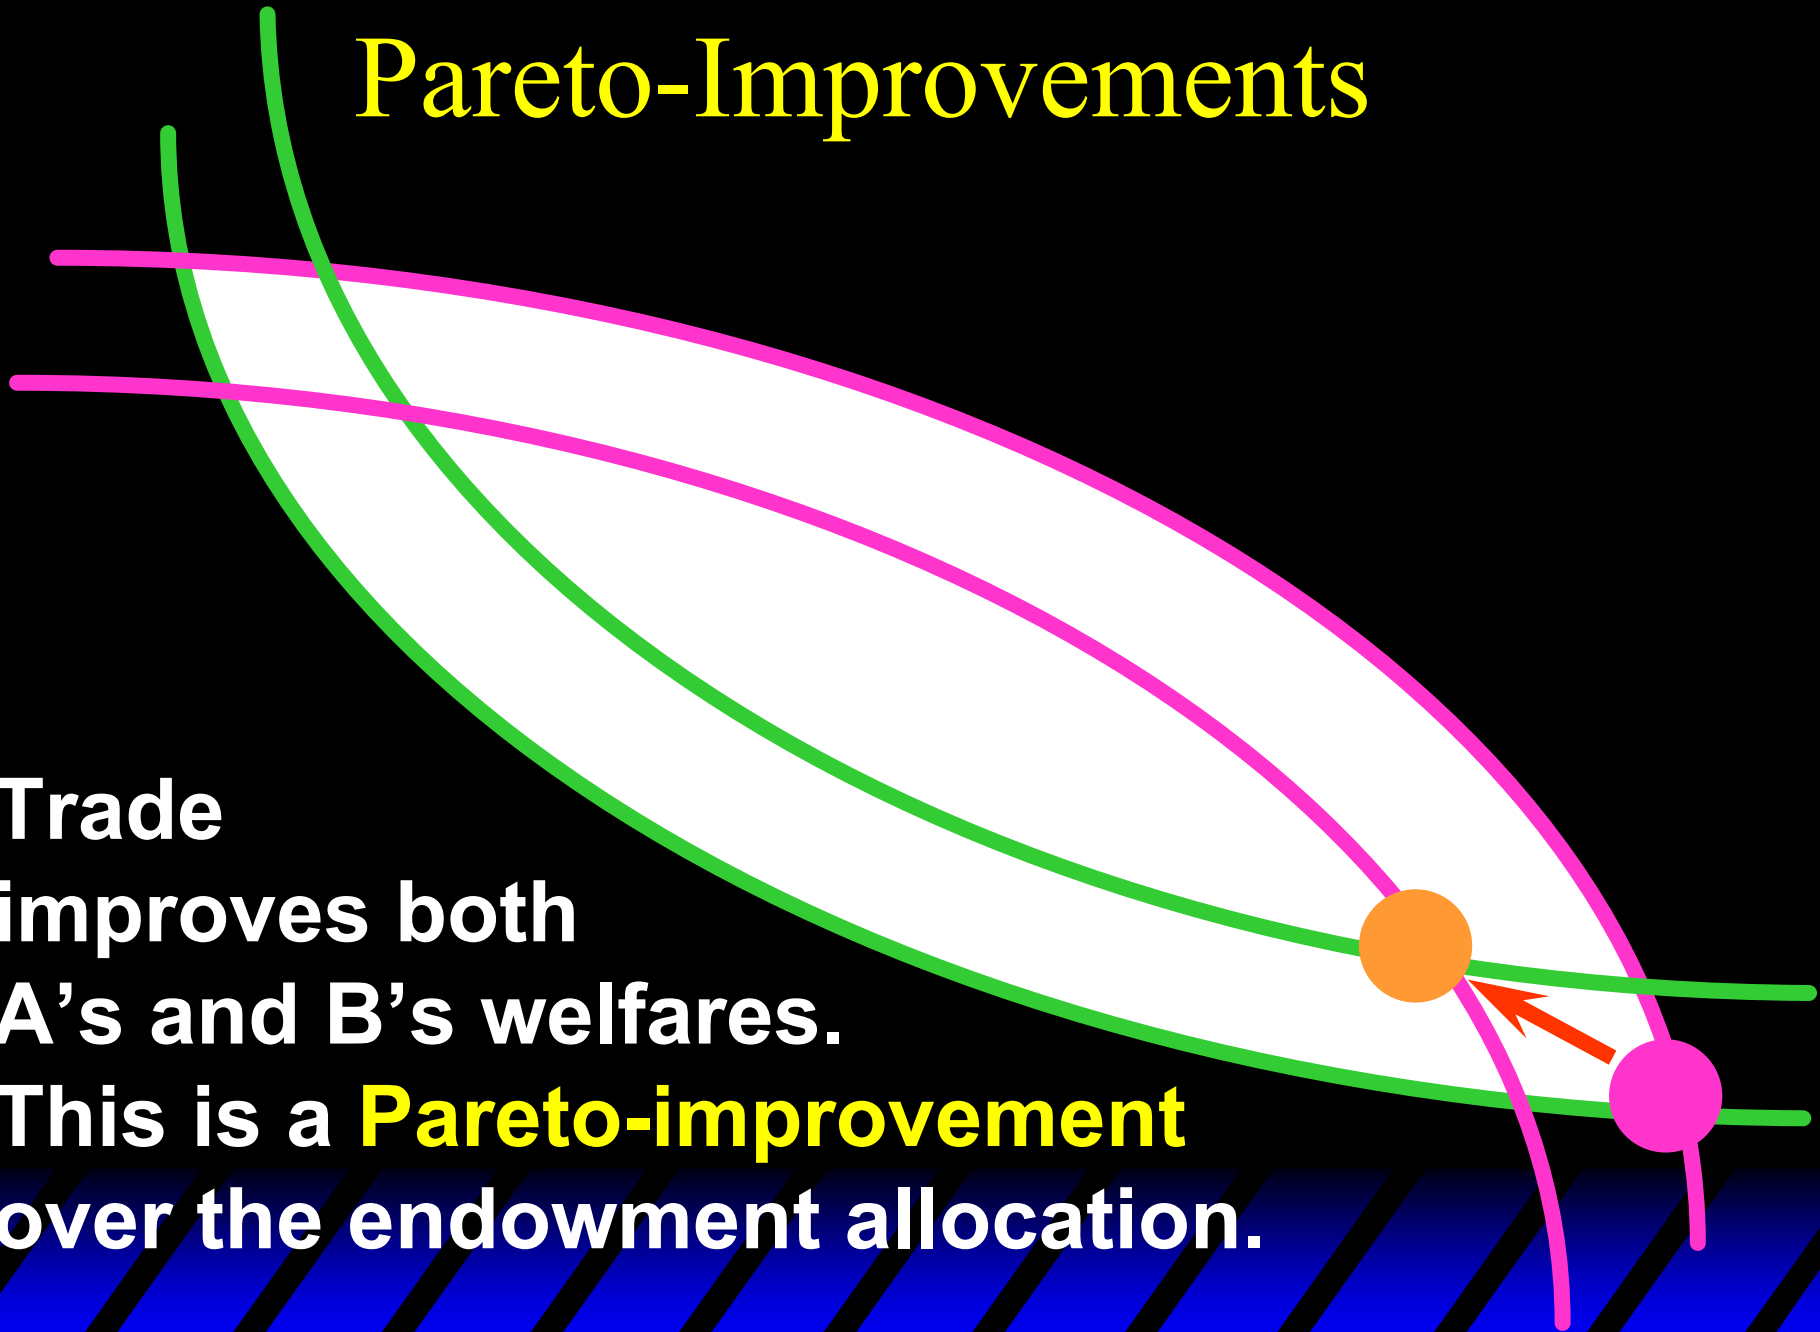 Pareto-Improvements
Trade
improves both
A’s and B’s welfares.
This is a Pareto-improvement
over the endowment allocation.